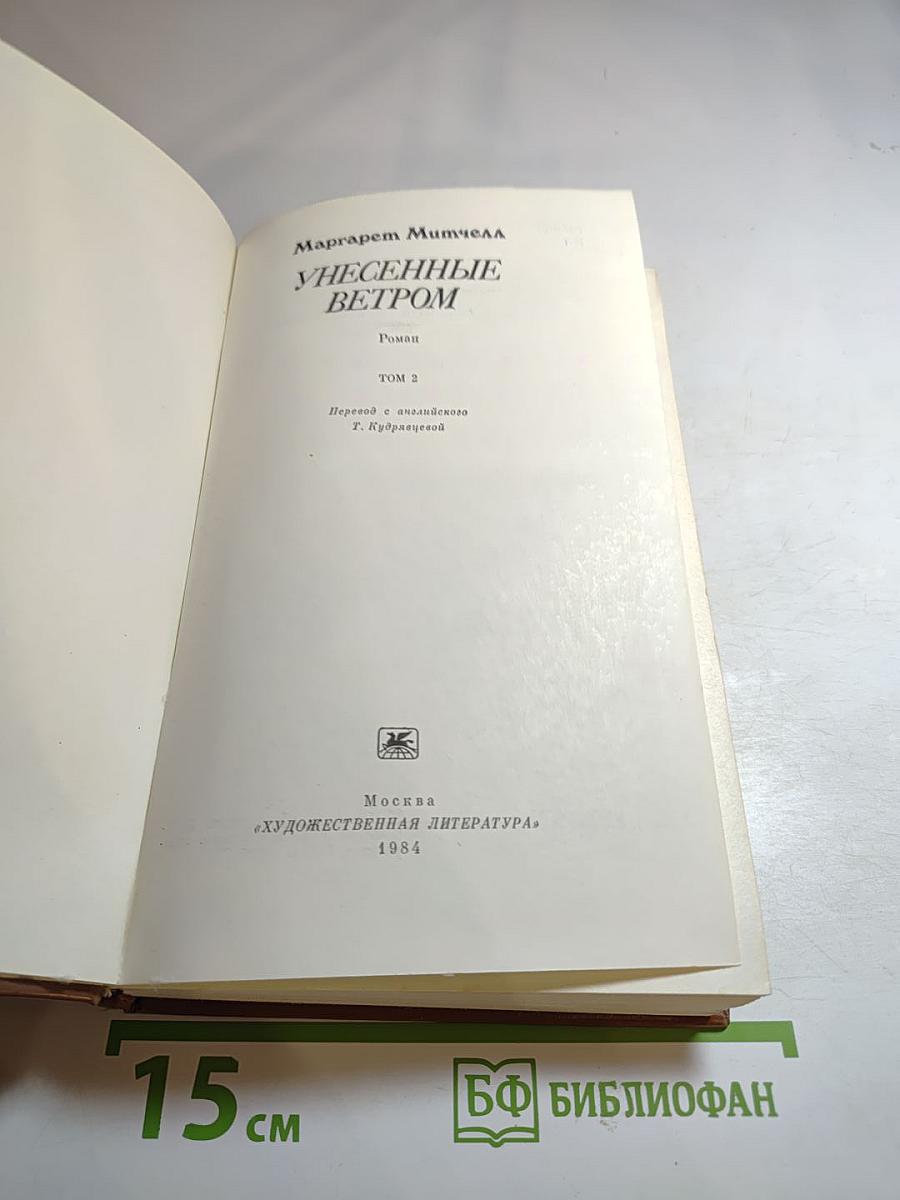 Маргарет Митчелл
УНЕСЕННЫЕ
ВЕТРОМ
Роман
ТОМ 2
Перевод с английского
Т. Кудрявцевой
Москва
«ХУДОЖЕСТВЕННАЯ ЛИТЕРАТУРА»
1984
15 см
БФ БИБЛИОФАН